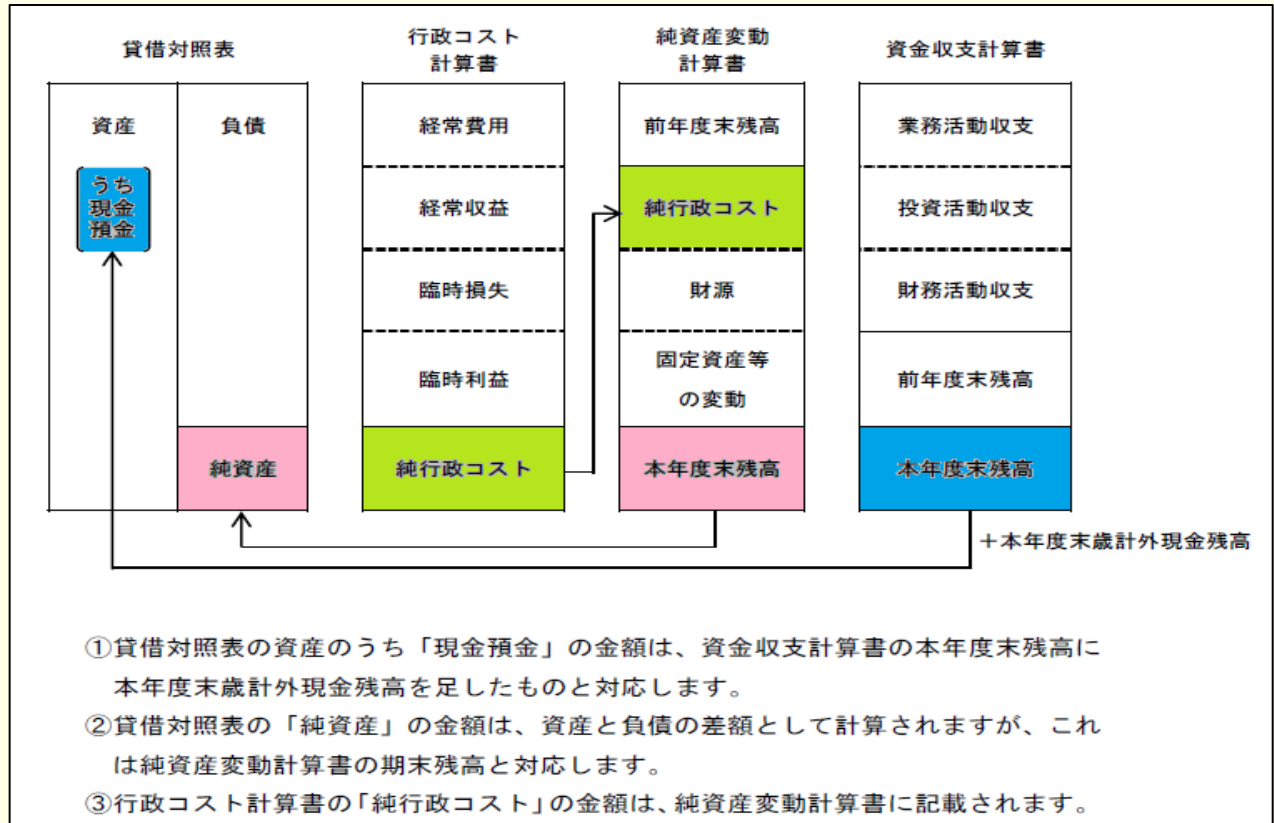 貸借対照表
行政コスト
計算書
純資産変動
計算書
資金収支計算書
資産
負債
うち
現金
預金
純資産
経常費用
経常収益
臨時損失
臨時利益
純行政コスト
前年度末残高
純行政コスト
財源
固定資産等
の変動
本年度末残高
業務活動収支
投資活動収支
財務活動収支
前年度末残高
本年度末残高
＋本年度末歳計外現金残高
①貸借対照表の資産のうち「現金預金」の金額は、資金収支計算書の本年度末残高に
本年度末歳計外現金残高を足したものと対応します。
②貸借対照表の「純資産」の金額は、資産と負債の差額として計算されますが、これ
は純資産変動計算書の期末残高と対応します。
③行政コスト計算書の「純行政コスト」の金額は、純資産変動計算書に記載されます。